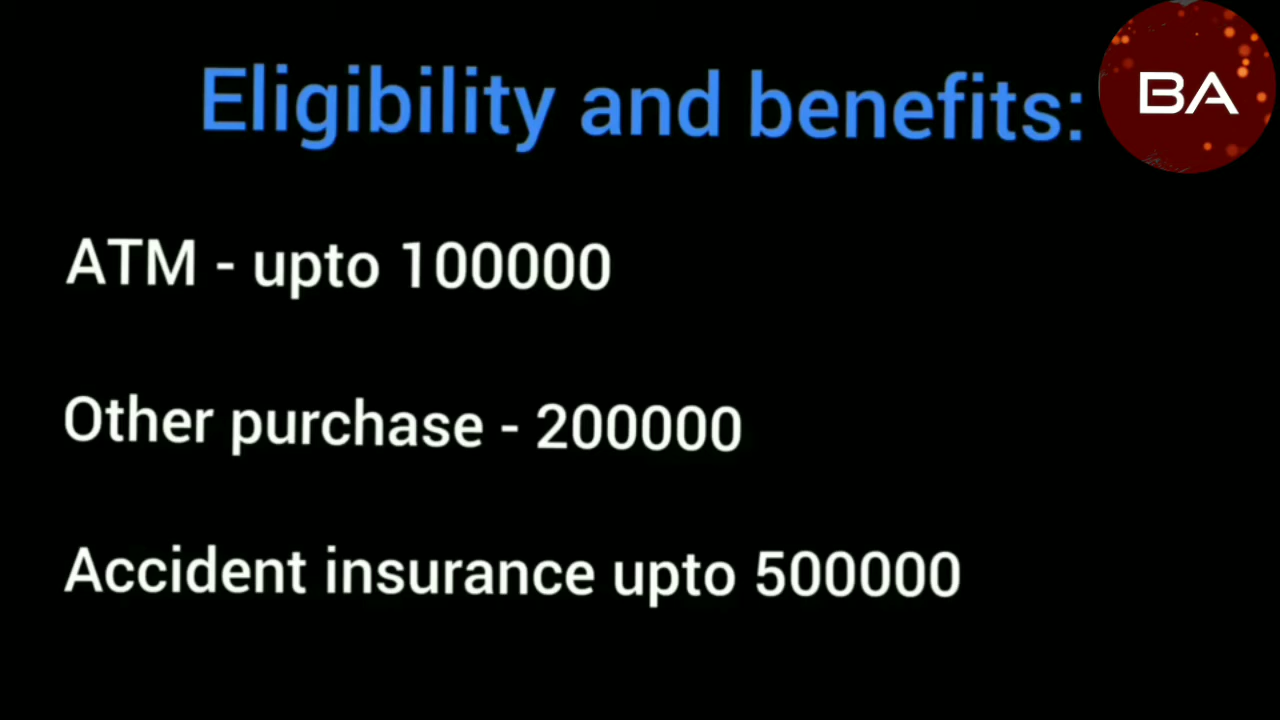 Eligibility and benefits:
BA
ATM - upto 100000
Other purchase - 200000
Accident insurance upto 500000